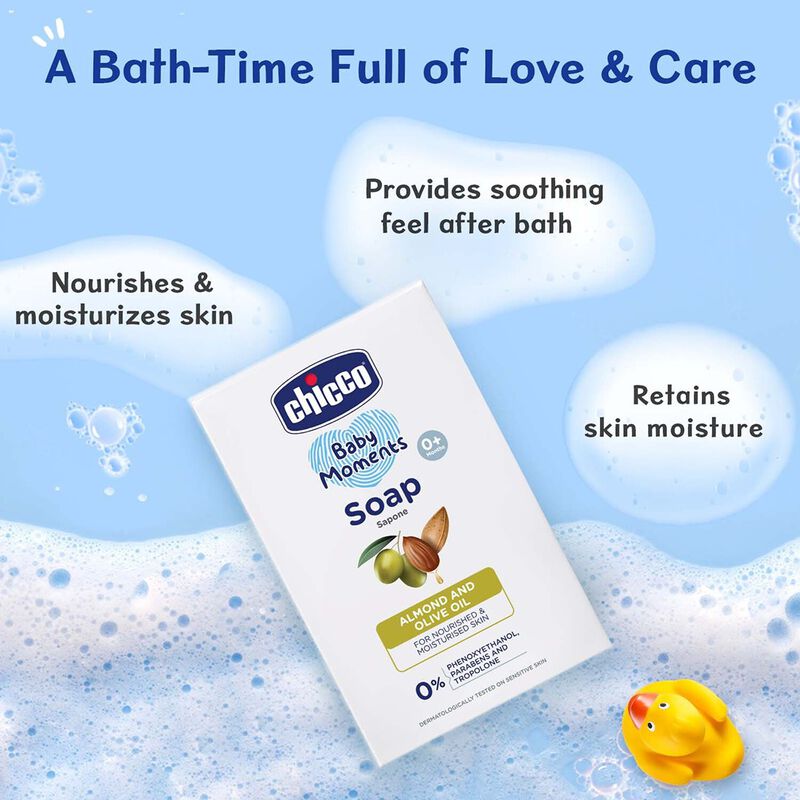 A Bath-Time Full of Love & Care
Provides soothing
feel after bath
Nourishes &
moisturizes skin
Retains
skin moisture
chicco
Baby
Moments
0+
Months
Soap
Sapone
ALMOND AND
OLIVE OIL
FOR NOURISHED &
MOISTURISED SKIN
0%
PHENOXYETHANOL,
PARABENS AND
TROPOLONE
DERMATOLOGICALLY TESTED ON SENSITIVE SKIN